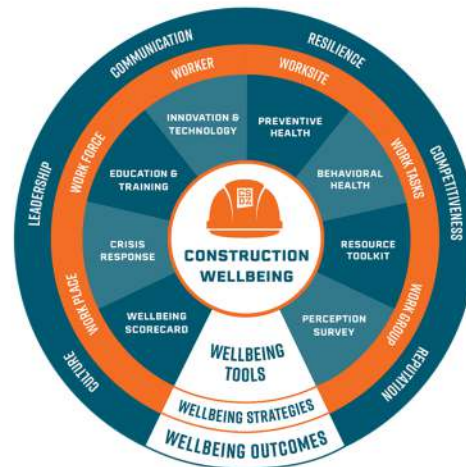 COMMUNICATION
RESILIENCE
LEADERSHIP
COMPETITIVENESS
CULTURE
REPUTATION
WORKER
WORKSITE
WORK FORCE
WORK TASKS
WORK PLACE
WORK GROUP
INNOVATION &
TECHNOLOGY
PREVENTIVE
HEALTH
EDUCATION &
TRAINING
BEHAVIORAL
HEALTH
CRISIS
RESPONSE
RESOURCE
TOOLKIT
WELLBEING
SCORECARD
PERCEPTION
SURVEY
CS
DZ
CONSTRUCTION
WELLBEING
WELLBEING
TOOLS
WELLBEING STRATEGIES
WELLBEING OUTCOMES